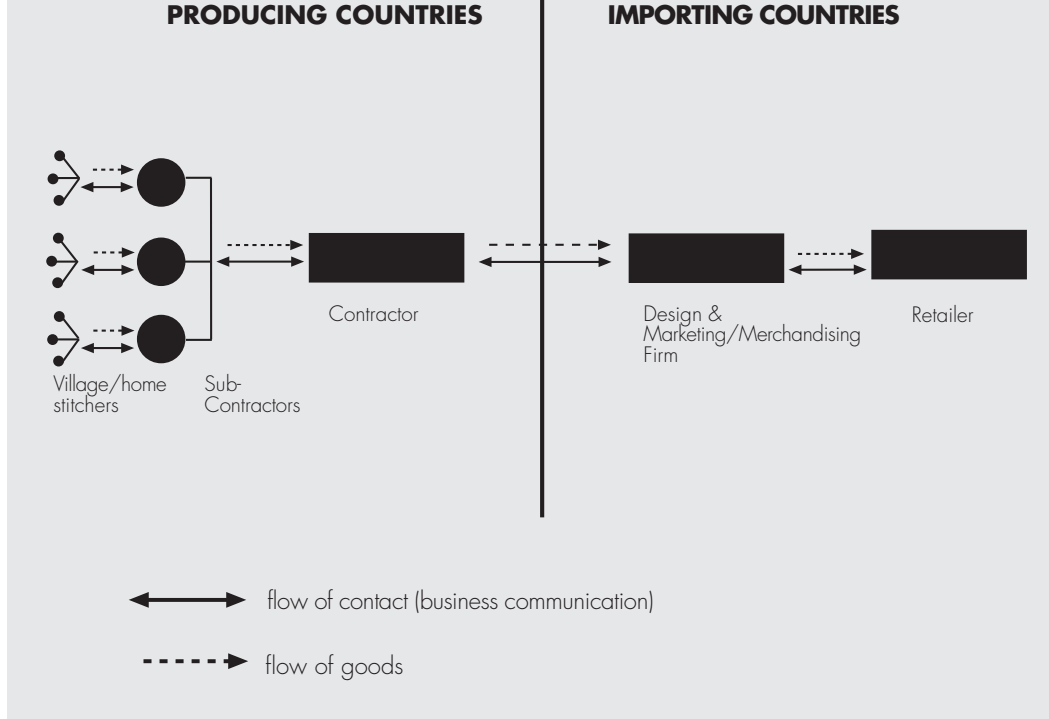 PRODUCING COUNTRIES
IMPORTING COUNTRIES
Contractor
Design &
Marketing/Merchandising
Firm
Retailer
Village/home
stitchers
Sub-
Contractors
flow of contact (business communication)
flow of goods